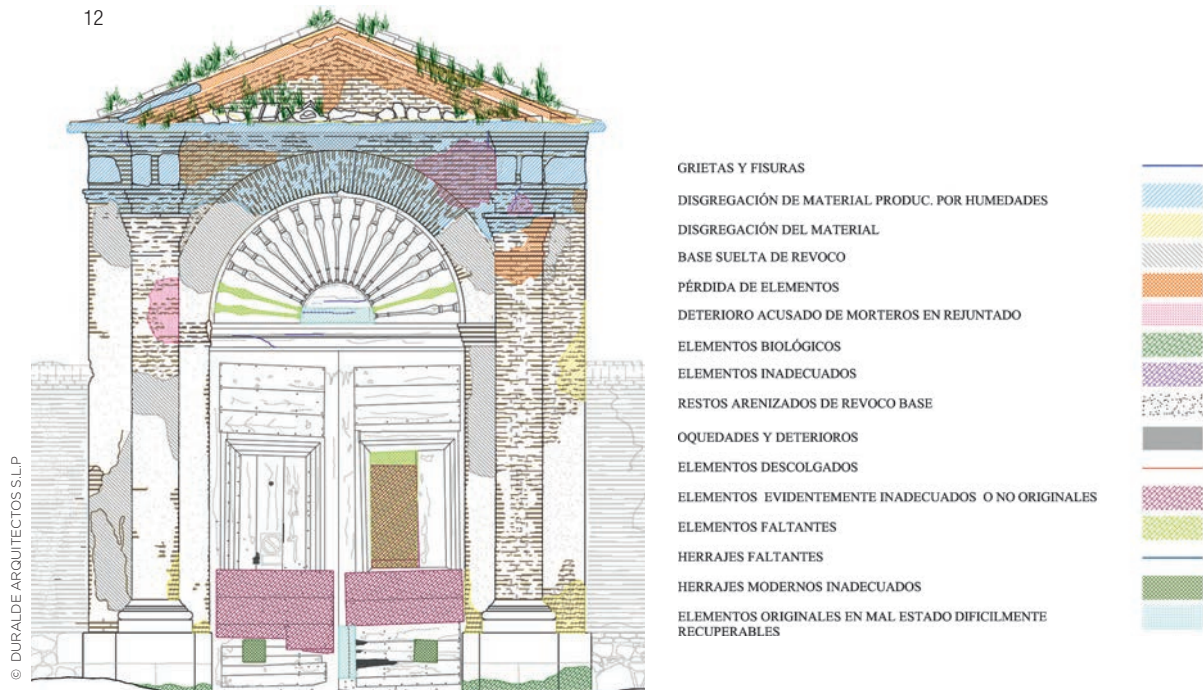 12
GRIETAS Y FISURAS
DISGREGACIÓN DE MATERIAL PRODUC. POR HUMEDADES
DISGREGACIÓN DEL MATERIAL
BASE SUELTA DE REVOCO
PÉRDIDA DE ELEMENTOS
DETERIORO ACUSADO DE MORTEROS EN REJUNTADO
ELEMENTOS BIOLÓGICOS
ELEMENTOS INADECUADOS
RESTOS ARENIZADOS DE REVOCO BASE
OQUEDADES Y DETERIOROS
ELEMENTOS DESCOLGADOS
ELEMENTOS EVIDENTEMENTE INADECUADOS O NO ORIGINALES
ELEMENTOS FALTANTES
HERRAJES FALTANTES
HERRAJES MODERNOS INADECUADOS
ELEMENTOS ORIGINALES EN MAL ESTADO DIFICILMENTE
RECUPERABLES
© DURALDE ARQUITECTOS S.L.P